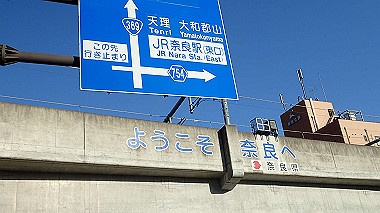 369
天理 大和郡山
Tenri Yamatokoriyama
この先
行き止まり
JR奈良駅(東口)
JR Nara Sta. (East)
754
ようこそ 奈良へ
奈良県